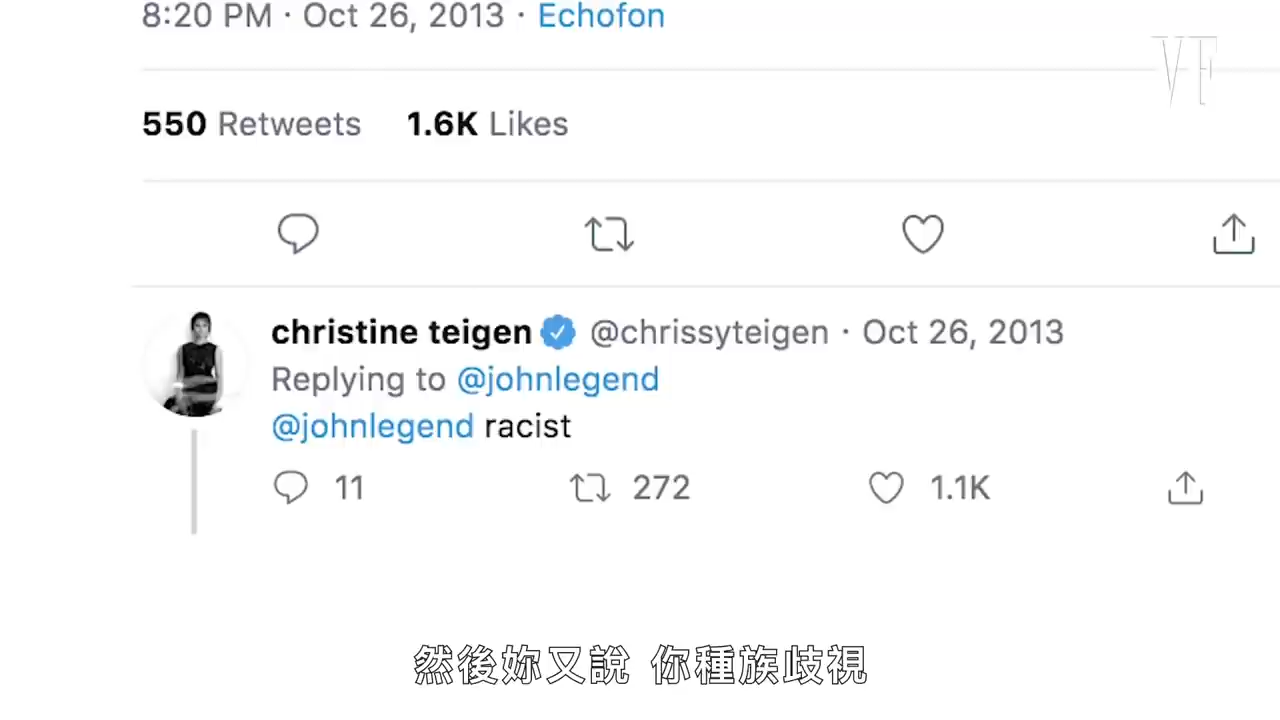 8:20 PM · Oct 26, 2013 · Echofon
VF
550 Retweets 1.6K Likes
christine teigen @chrissyteigen · Oct 26, 2013
Replying to @johnlegend
@johnlegend racist
11 272 1.1K
然後妳又說 你種族歧視